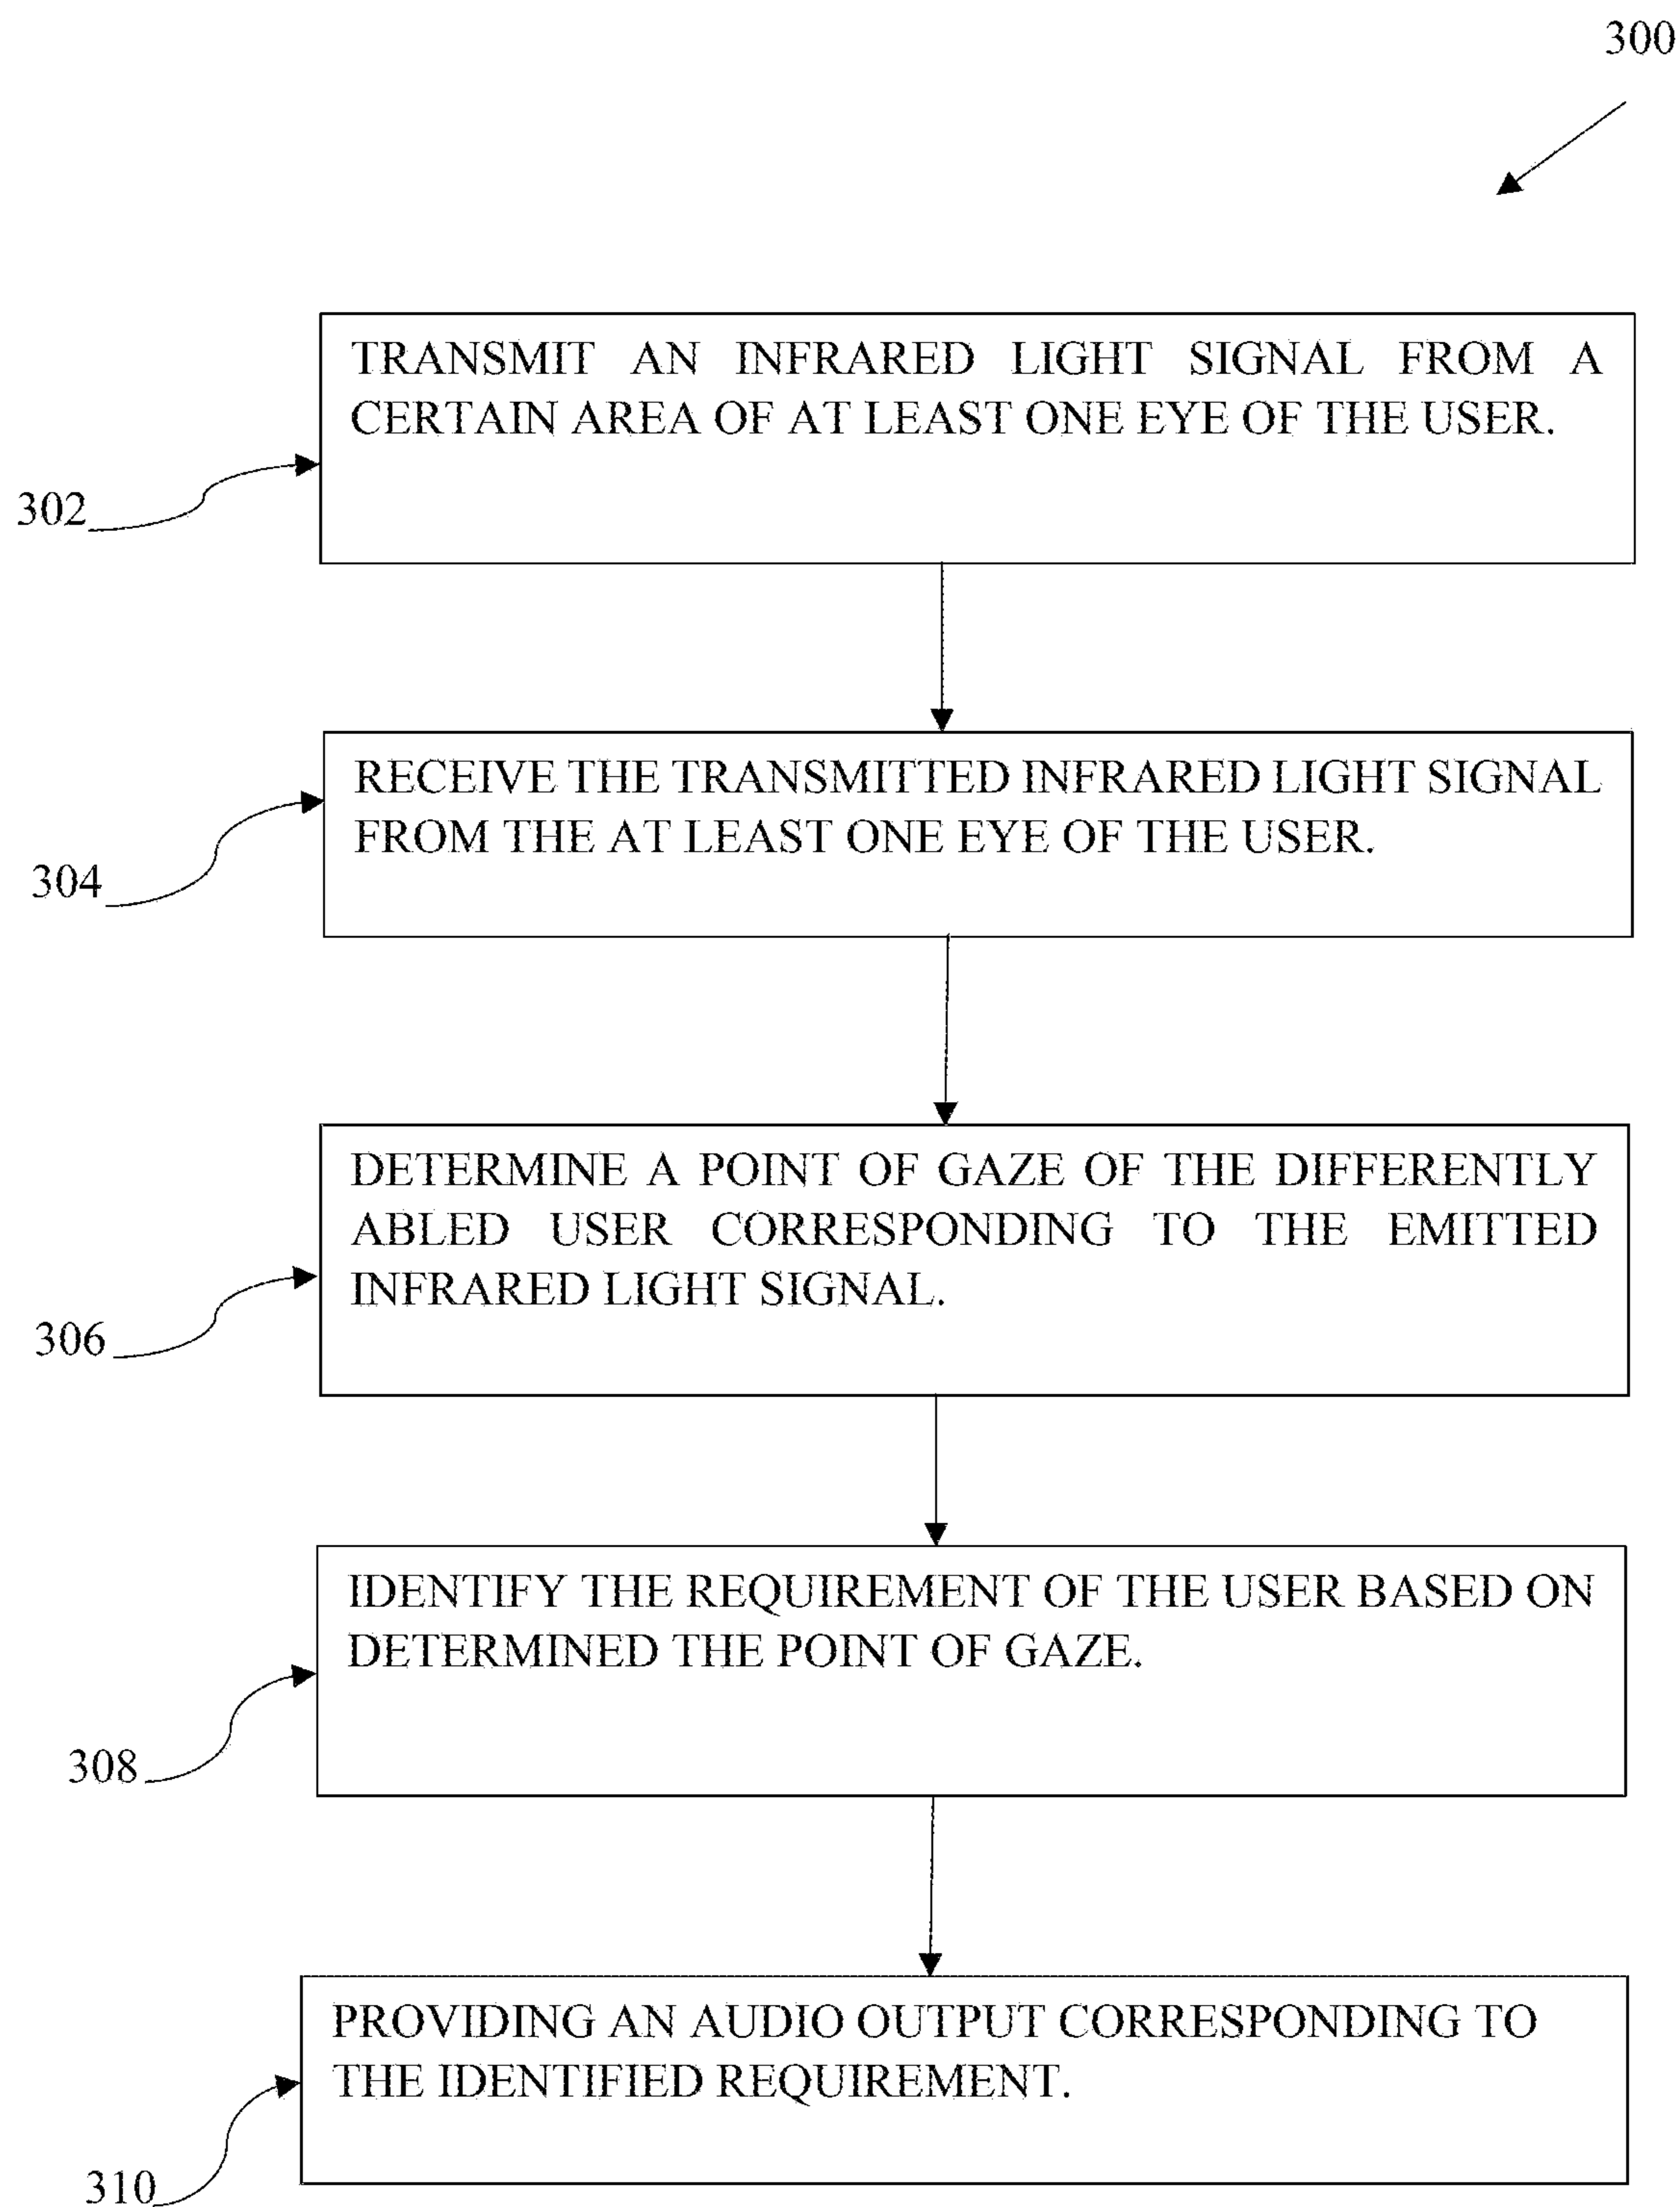 300
TRANSMIT AN INFRARED LIGHT SIGNAL FROM A
CERTAIN AREA OF AT LEAST ONE EYE OF THE USER.
302
RECEIVE THE TRANSMITTED INFRARED LIGHT SIGNAL
FROM THE AT LEAST ONE EYE OF THE USER.
304
DETERMINE A POINT OF GAZE OF THE DIFFERENTLY
ABLED USER CORRESPONDING TO THE EMITTED
INFRARED LIGHT SIGNAL.
306
IDENTIFY THE REQUIREMENT OF THE USER BASED ON
DETERMINED THE POINT OF GAZE.
308
PROVIDING AN AUDIO OUTPUT CORRESPONDING TO
THE IDENTIFIED REQUIREMENT.
310